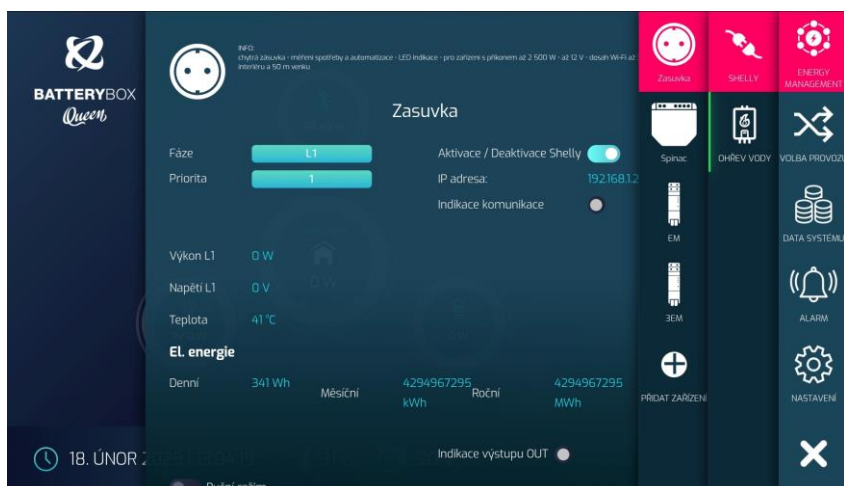 BATTERYBOX
Queen
INFO:
chytrá zásuvka - měření spotřeby a automatizace - LED indikace - pro zařízení s příkonem až 2 500 W - až 12 V - dosah Wi-Fi až
interiéru a 50 m venku
Zasuvka
Fáze L1
Aktivace / Deaktivace Shelly
Priorita 1
IP adresa: 192.168.1.2
Indikace komunikace
Výkon L1 0 W
Napětí L1 0 V
Teplota 41 °C
El. energie
Denní 341 Wh
Měsíční 4294967295 kWh
Roční 4294967295 MWh
Indikace výstupu OUT
18. ÚNOR
Ruční režim
Zasuvka
Spinac
EM
3EM
PŘIDAT ZAŘÍZENÍ
SHELLY
OHŘEV VODY
ENERGY
MANAGEMENT
VOLBA PROVOZU
DATA SYSTÉMU
ALARM
NASTAVENÍ